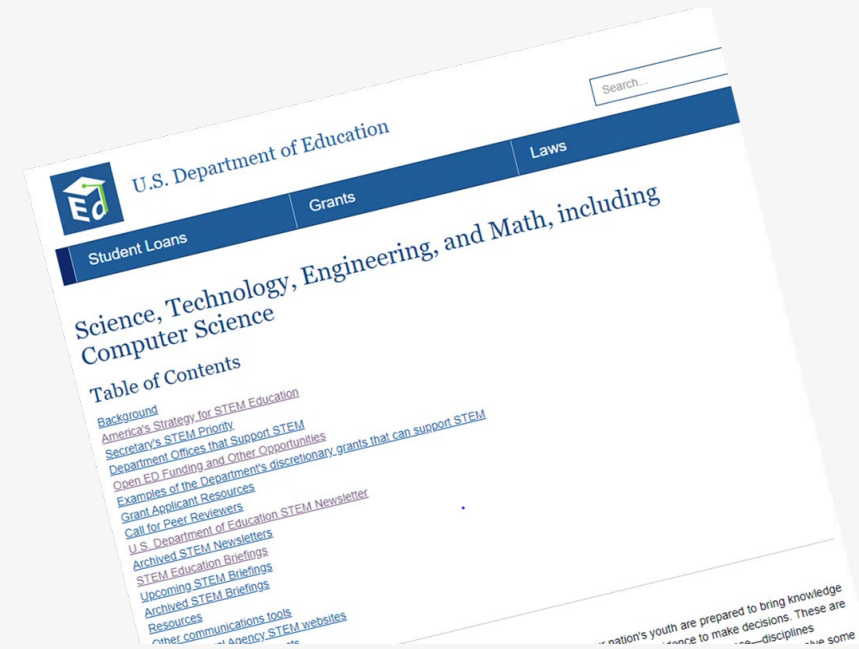 Search...
Ed
U.S. Department of Education
Student Loans
Grants
Laws
Science, Technology, Engineering, and Math, including
Computer Science
Table of Contents
Background
America's Strategy for STEM Education
Secretary's STEM Priority
Department Offices that Support STEM
Open ED Funding and Other Opportunities
Examples of the Department's discretionary grants that can support STEM
Grant Applicant Resources
Call for Peer Reviewers
U.S. Department of Education STEM Newsletter
Archived STEM Newsletters
STEM Education Briefings
Upcoming STEM Briefings
Archived STEM Briefings
Resources
Other communications tools
Agency STEM websites
nation's youth are prepared to bring knowledge
to make decisions. These are
—disciplines
some